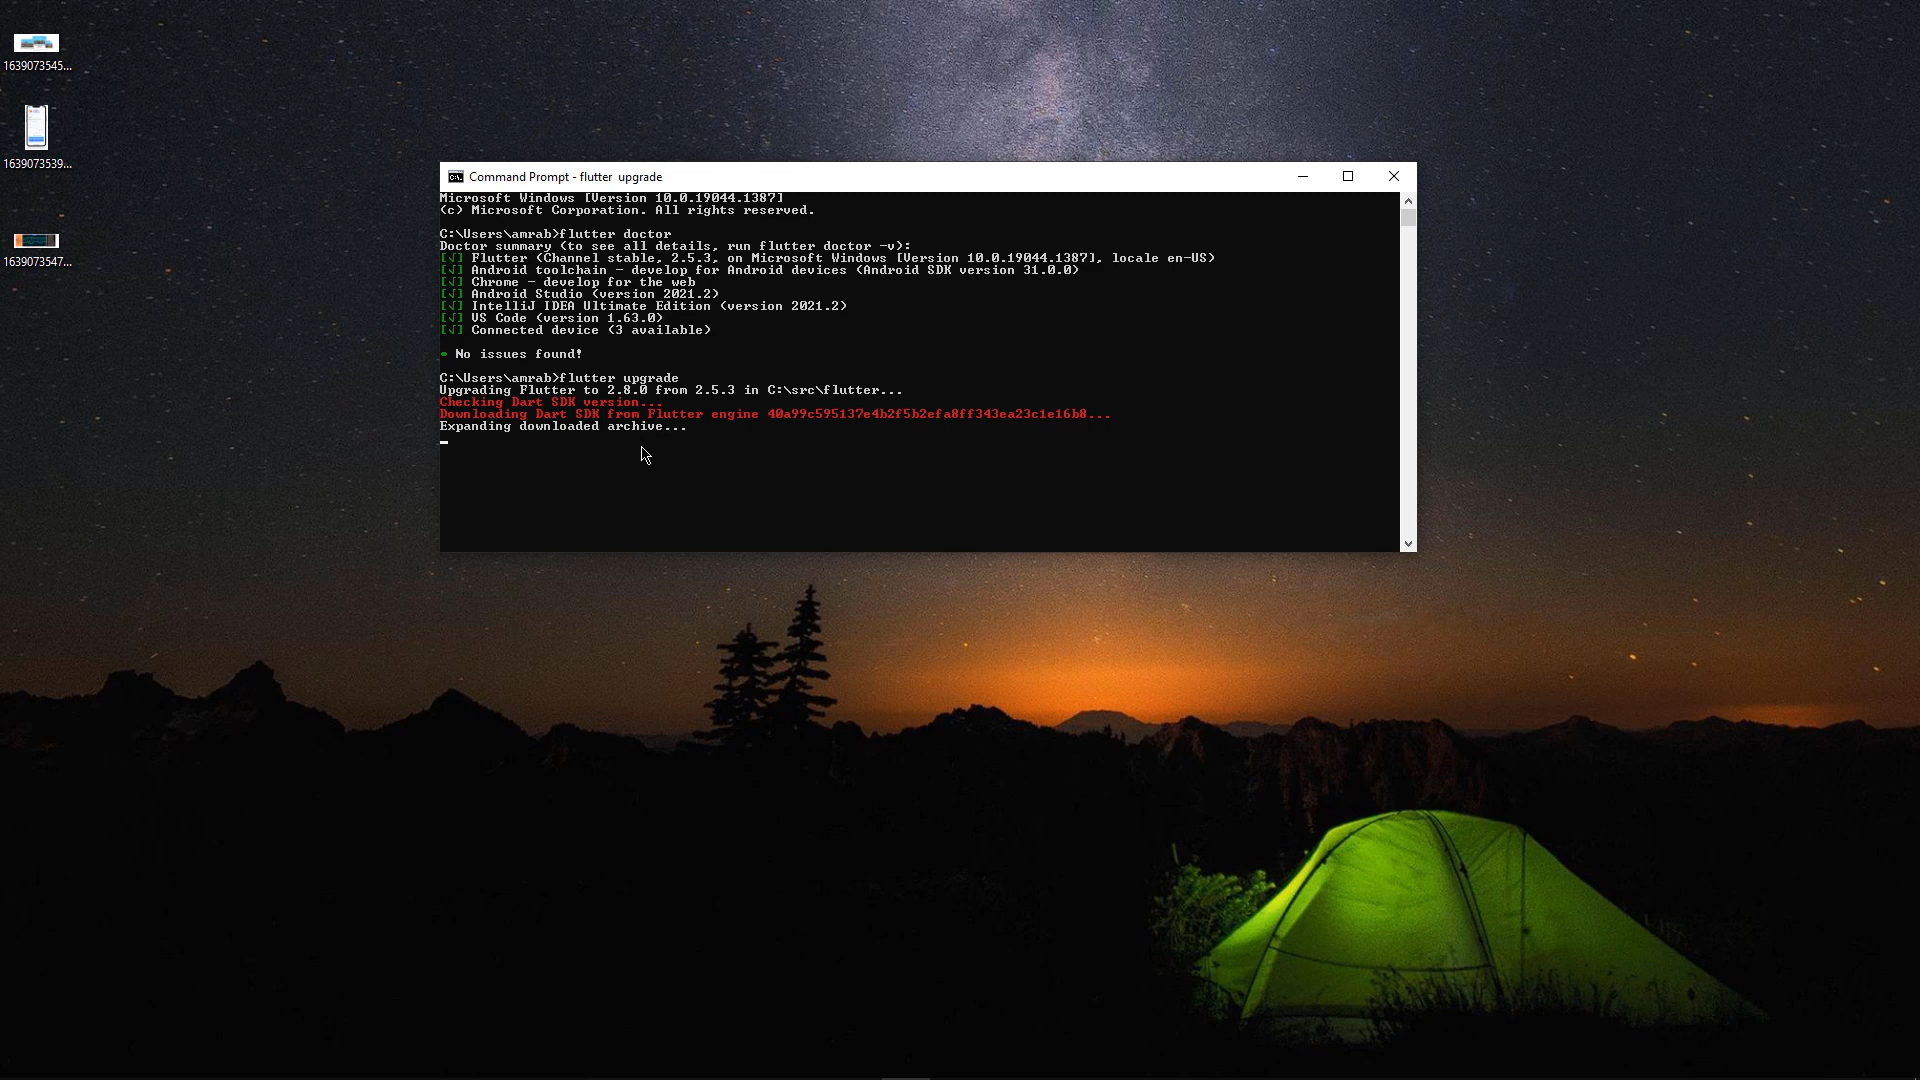 1639073545...
1639073539...
1639073547...
Command Prompt - flutter  upgrade
Microsoft Windows [Version 10.0.19044.1387]
(c) Microsoft Corporation. All rights reserved.
C:\Users\amrab>flutter doctor
Doctor summary (to see all details, run flutter doctor -v):
[√] Flutter (Channel stable, 2.5.3, on Microsoft Windows [Version 10.0.19044.1387], locale en-US)
[√] Android toolchain - develop for Android devices (Android SDK version 31.0.0)
[√] Chrome - develop for the web
[√] Android Studio (version 2021.2)
[√] IntelliJ IDEA Ultimate Edition (version 2021.2)
[√] VS Code (version 1.63.0)
[√] Connected device (3 available)
• No issues found!
C:\Users\amrab>flutter upgrade
Upgrading Flutter to 2.8.0 from 2.5.3 in C:\src\flutter...
Checking Dart SDK version...
Downloading Dart SDK from Flutter engine 40a99c595137e4b2f5b2efa8ff343ea23c1e16b8...
Expanding downloaded archive...